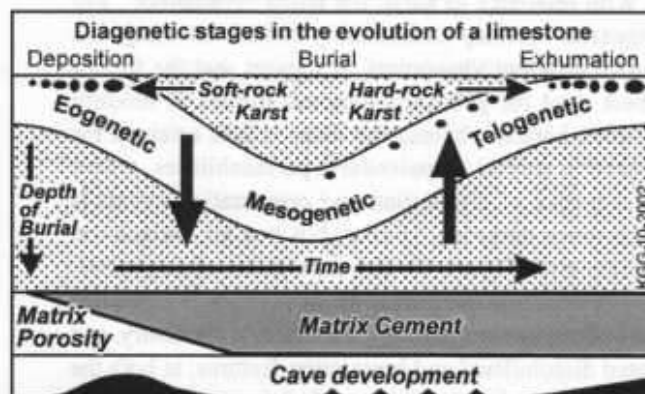 Diagenetic stages in the evolution of a limestone
Deposition Burial Exhumation
Soft-rock Karst
Hard-rock Karst
Eogenetic
Telogenetic
Mesogenetic
Depth of Burial
Time
KGG-10-2002
Matrix Porosity
Matrix Cement
Cave development